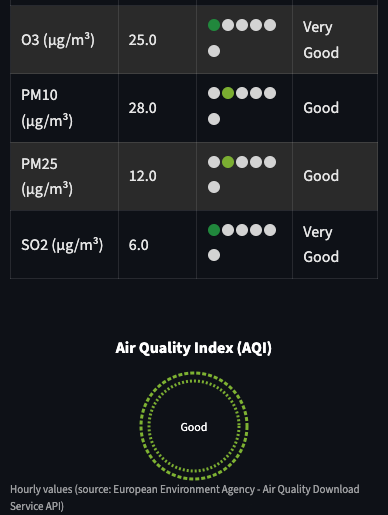 O3 (µg/m³) 25.0 Very
Good
PM10
(µg/m³) 28.0 Good
PM25
(µg/m³) 12.0 Good
SO2 (µg/m³) 6.0 Very
Good
Air Quality Index (AQI)
Good
Hourly values (source: European Environment Agency - Air Quality Download
Service API)